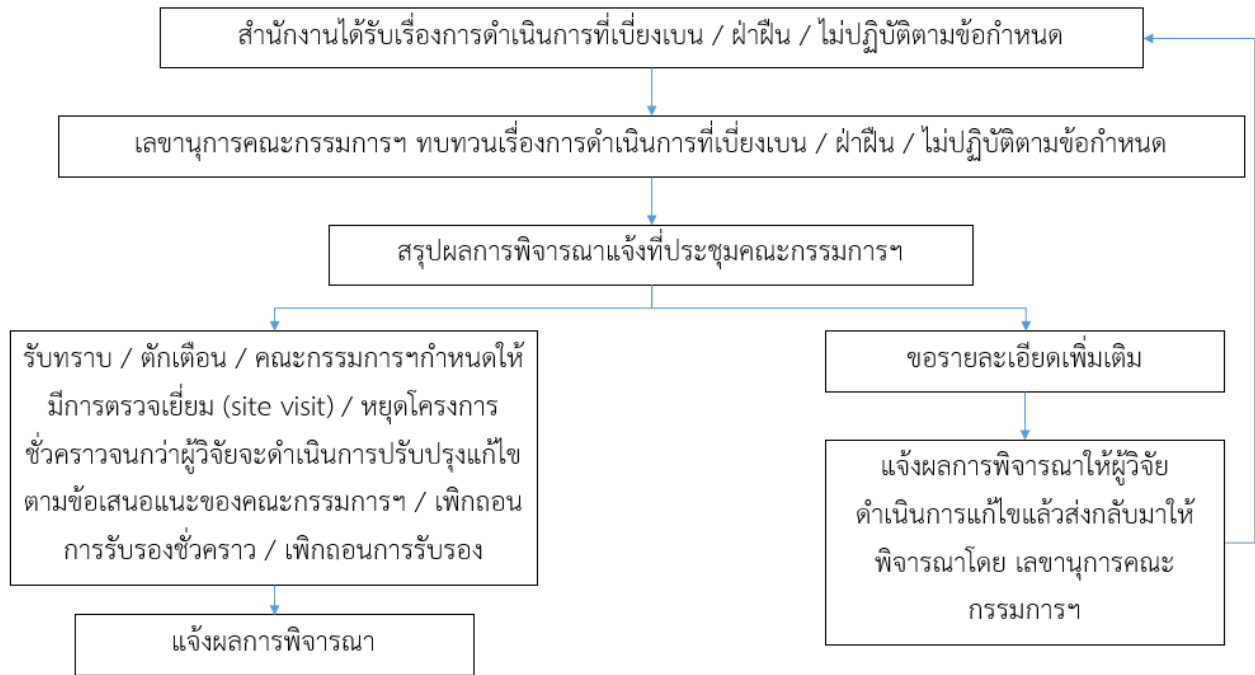 สำนักงานได้รับเรื่องการดำเนินการที่เบี่ยงเบน / ฝ่าฝืน / ไม่ปฏิบัติตามข้อกำหนด
เลขานุการคณะกรรมการฯ ทบทวนเรื่องการดำเนินการที่เบี่ยงเบน / ฝ่าฝืน / ไม่ปฏิบัติตามข้อกำหนด
สรุปผลการพิจารณาแจ้งที่ประชุมคณะกรรมการฯ
รับทราบ / ตักเตือน / คณะกรรมการฯกำหนดให้
มีการตรวจเยี่ยม (site visit) / หยุดโครงการ
ชั่วคราวจนกว่าผู้วิจัยจะดำเนินการปรับปรุงแก้ไข
ตามข้อเสนอแนะของคณะกรรมการฯ / เพิกถอน
การรับรองชั่วคราว / เพิกถอนการรับรอง
แจ้งผลการพิจารณา
ขอรายละเอียดเพิ่มเติม
แจ้งผลการพิจารณาให้ผู้วิจัย
ดำเนินการแก้ไขแล้วส่งกลับมาให้
พิจารณาโดย เลขานุการคณะ
กรรมการฯ